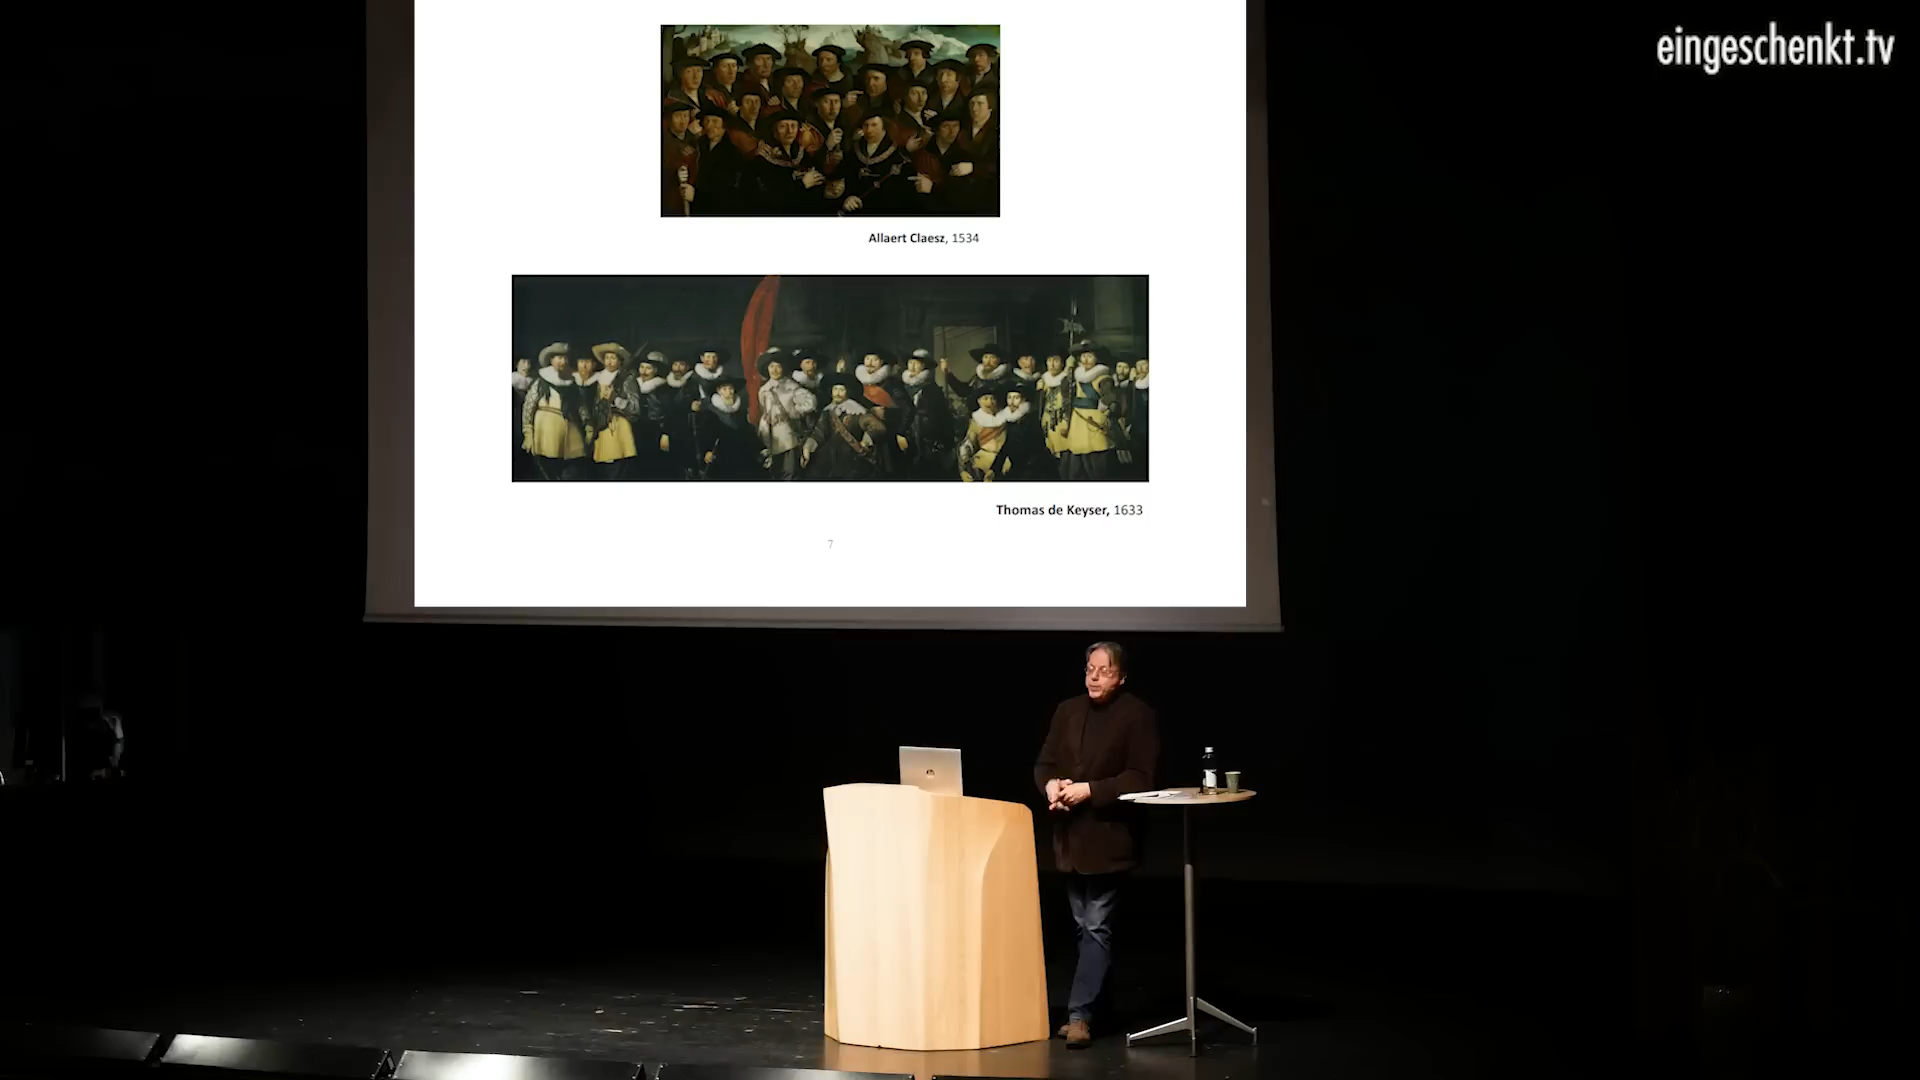 eingeschenkt.tv
Allaert Claesz, 1534
Thomas de Keyser, 1633
7